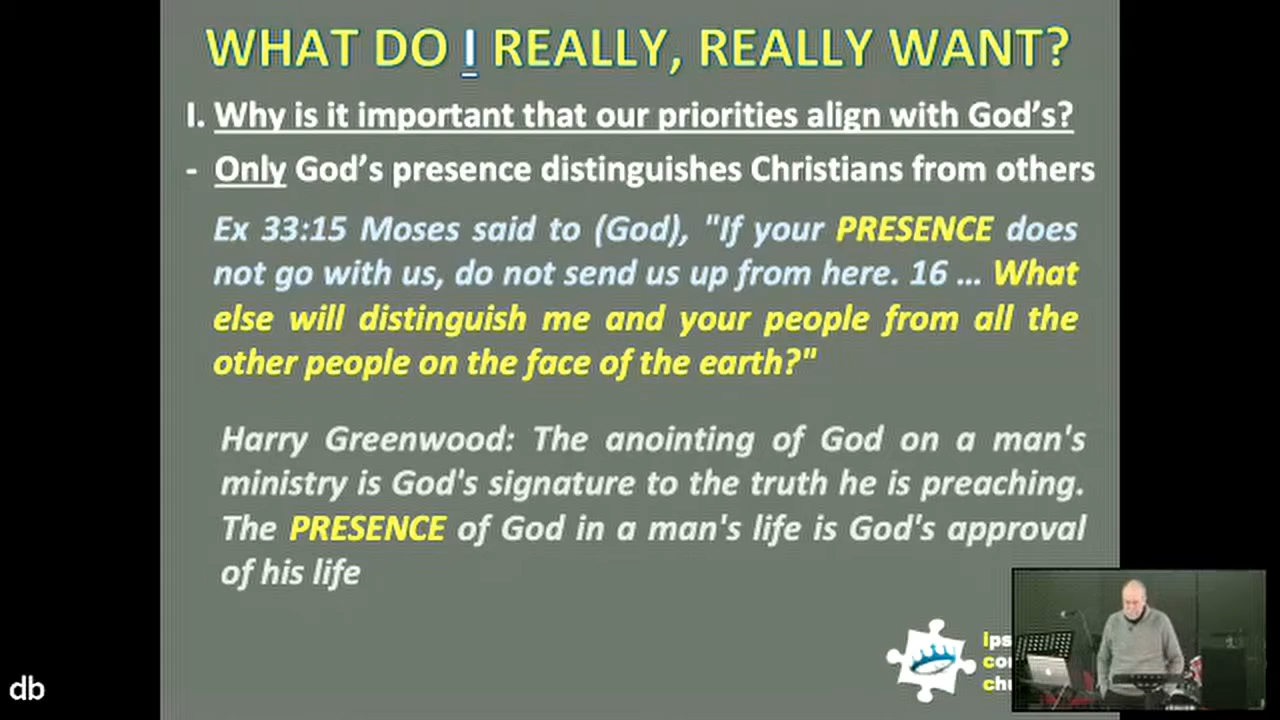 WHAT DO I REALLY, REALLY WANT?
I. Why is it important that our priorities align with God's?
- Only God's presence distinguishes Christians from others
Ex 33:15 Moses said to (God), "If your PRESENCE does
not go with us, do not send us up from here. 16 ... What
else will distinguish me and your people from all the
other people on the face of the earth?"
Harry Greenwood: The anointing of God on a man's
ministry is God's signature to the truth he is preaching.
The PRESENCE of God in a man's life is God's approval
of his life
db